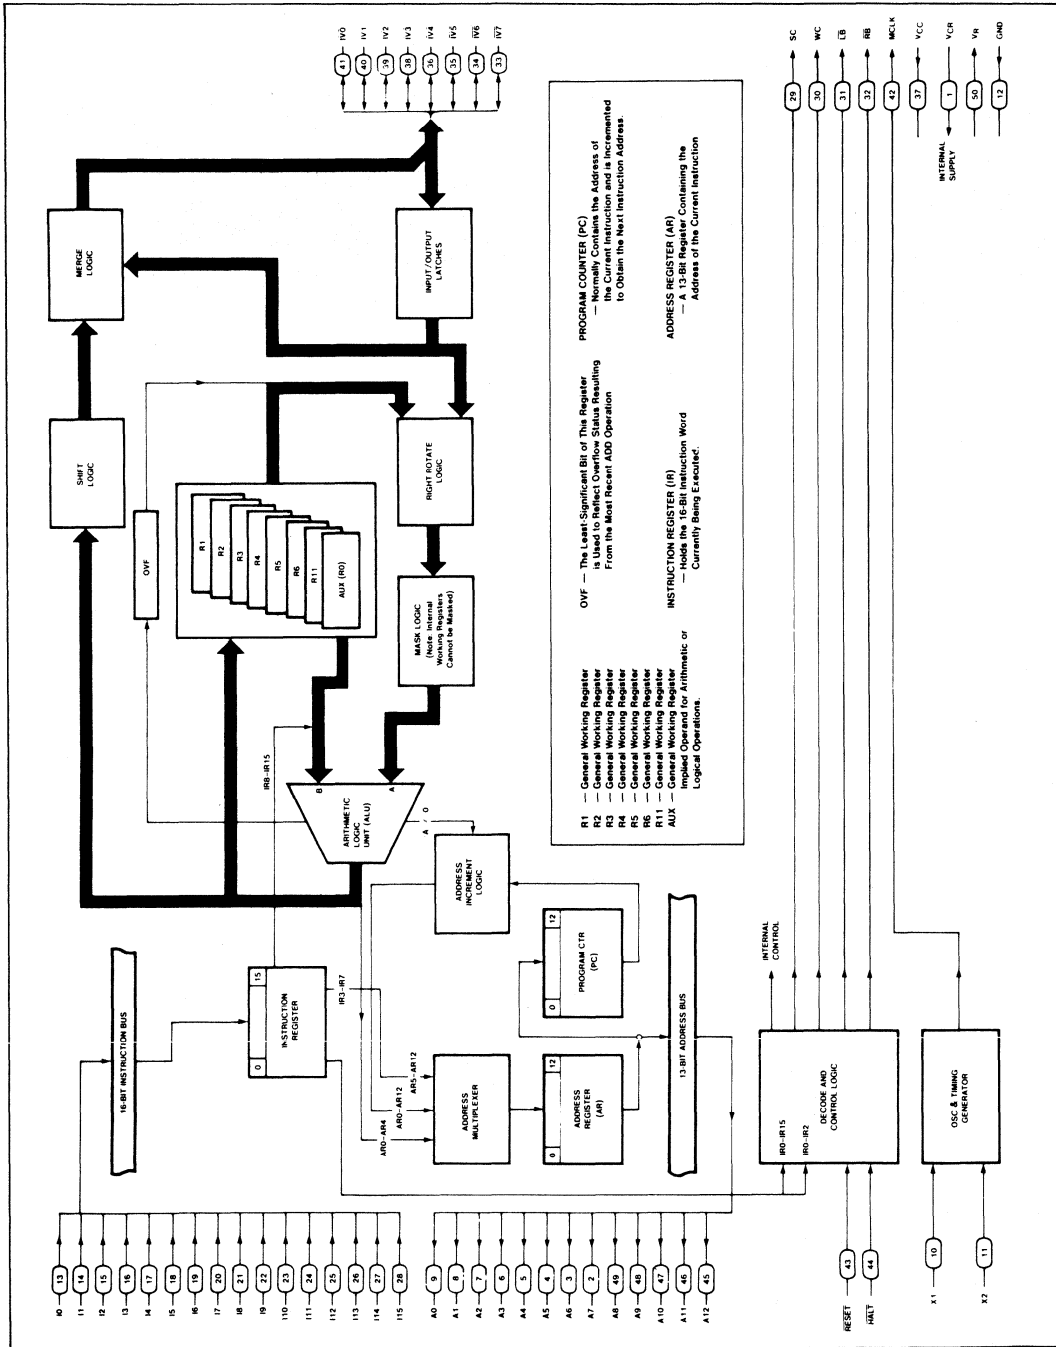 I0 13
I1 14
I2 15
I3 16
I4 17
I5 18
I6 19
I7 20
I8 21
I9 22
I10 23
I11 24
I12 25
I13 26
I14 27
I15 28
16-BIT INSTRUCTION BUS
0 15
INSTRUCTION
REGISTER
IR8-IR15
IR3-IR7
AR0-AR4
AR0-AR12
AR5-AR12
SHIFT
LOGIC
MERGE
LOGIC
OVF
R1
R2
R3
R4
R5
R6
R11
AUX (R0)
ARITHMETIC
LOGIC
UNIT (ALU)
B
A
A 0
MASK LOGIC
(Note: Internal
Working Registers
Cannot be Masked)
RIGHT ROTATE
LOGIC
INPUT/OUTPUT
LATCHES
41 IV0
40 IV1
39 IV2
38 IV3
36 IV4
35 IV5
34 IV6
33 IV7
ADDRESS
MULTIPLEXER
ADDRESS
INCREMENT
LOGIC
0 12
ADDRESS
REGISTER
(AR)
0 12
PROGRAM CTR
(PC)
13-BIT ADDRESS BUS
A0 9
A1 8
A2 7
A3 6
A4 5
A5 4
A6 3
A7 2
A8 49
A9 48
A10 47
A11 46
A12 45
R1 — General Working Register
R2 — General Working Register
R3 — General Working Register
R4 — General Working Register
R5 — General Working Register
R6 — General Working Register
R11 — General Working Register
AUX — General Working Register
Implied Operand for Arithmetic or
Logical Operations.
OVF — The Least-Significant Bit of This Register
is Used to Reflect Overflow Status Resulting
From the Most Recent ADD Operation
INSTRUCTION REGISTER (IR)
— Holds the 16-Bit Instruction Word
Currently Being Executed.
PROGRAM COUNTER (PC)
— Normally Contains the Address of
the Current Instruction and is Incremented
to Obtain the Next Instruction Address.
ADDRESS REGISTER (AR)
— A 13-Bit Register Containing the
Address of the Current Instruction
RESET 43
HALT 44
IR0-IR15
IR0-IR2
DECODE AND
CONTROL LOGIC
INTERNAL
CONTROL
X1 10
X2 11
OSC & TIMING
GENERATOR
29 SC
30 WC
31 LB
32 RB
42 MCLK
37 VCC
INTERNAL
SUPPLY
1 VCR
50 VR
12 GND